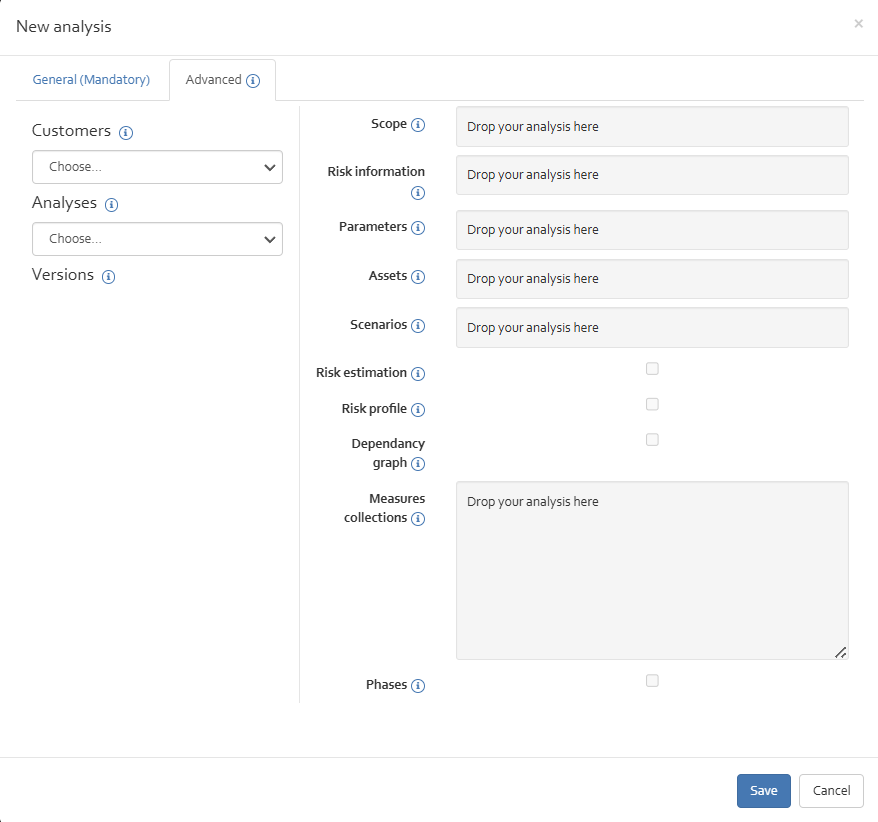 New analysis
×
General (Mandatory)
Advanced
Customers
Choose...
Analyses
Choose...
Versions
Scope
Drop your analysis here
Risk information
Drop your analysis here
Parameters
Drop your analysis here
Assets
Drop your analysis here
Scenarios
Drop your analysis here
Risk estimation
Risk profile
Dependancy
graph
Measures
collections
Drop your analysis here
Phases
Save
Cancel